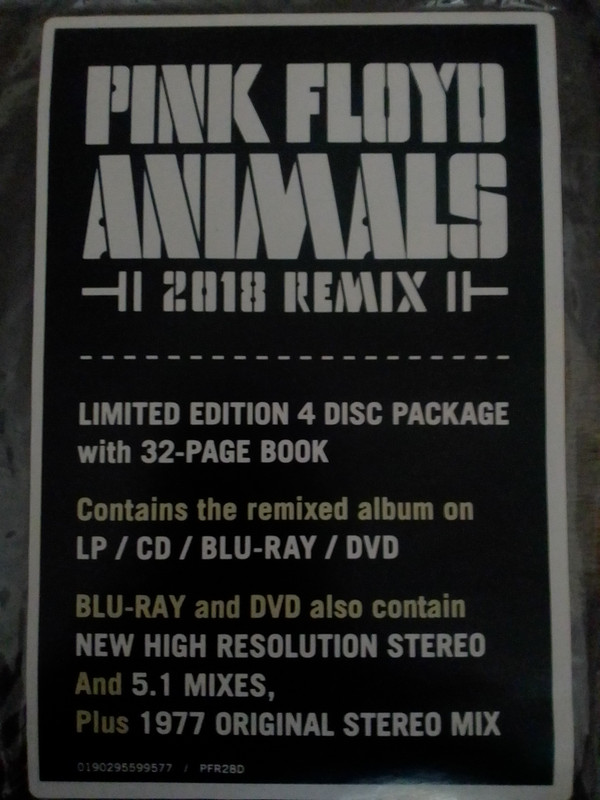 PINK FLOYD
ANIMALS
2018 REMIX
LIMITED EDITION 4 DISC PACKAGE
with 32-PAGE BOOK
Contains the remixed album on
LP / CD / BLU-RAY / DVD
BLU-RAY and DVD also contain
NEW HIGH RESOLUTION STEREO
And 5.1 MIXES,
Plus 1977 ORIGINAL STEREO MIX
0190295599577 / PFR28D